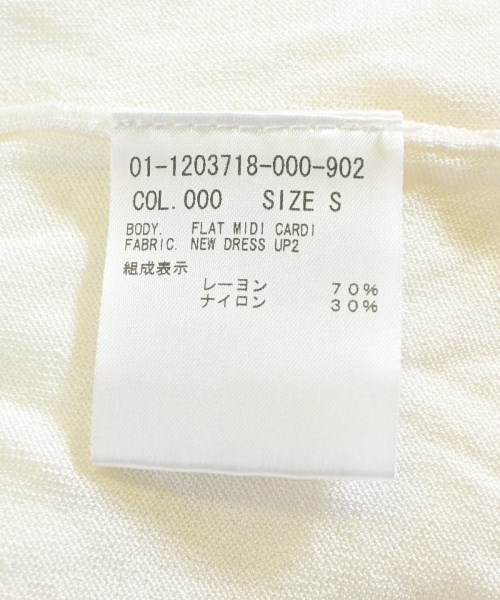 01-1203718-000-902
COL.000 SIZE S
BODY. FLAT MIDI CARDI
FABRIC. NEW DRESS UP2
組成表示
レーヨン 70%
ナイロン 30%